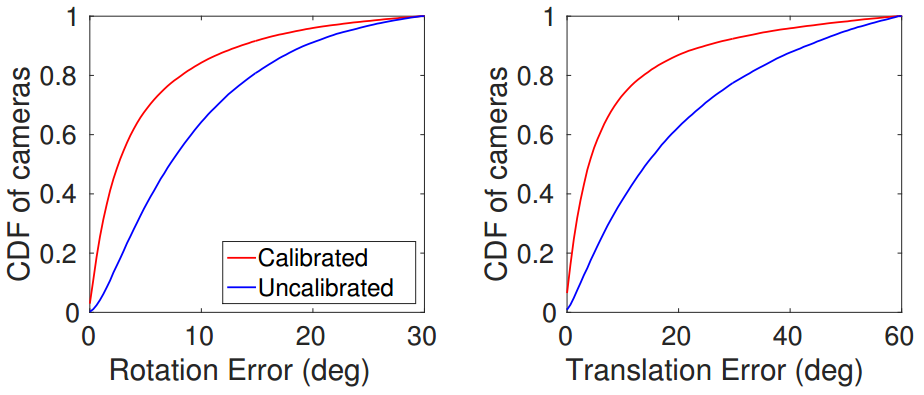 CDF of cameras
1
0.8
0.6
0.4
0.2
0
0 10 20 30
Rotation Error (deg)
Calibrated
Uncalibrated
CDF of cameras
1
0.8
0.6
0.4
0.2
0
0 20 40 60
Translation Error (deg)